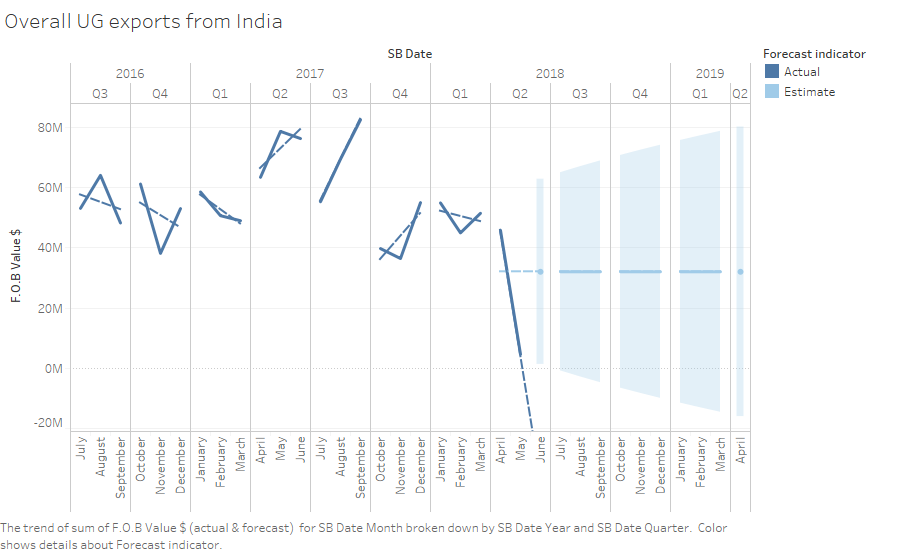 Overall UG exports from India
SB Date
Forecast indicator
2016 2017 2018 2019
Actual
Q3 Q4 Q1 Q2 Q3 Q4 Q1 Q2 Q3 Q4 Q1 Q2
Estimate
80M
60M
40M
20M
0M
-20M
F.O.B Value $
July August September October November December January February March April May June July August September October November December January February March April May June July August September October November December January February March April
The trend of sum of F.O.B Value $ (actual & forecast) for SB Date Month broken down by SB Date Year and SB Date Quarter. Color
shows details about Forecast indicator.